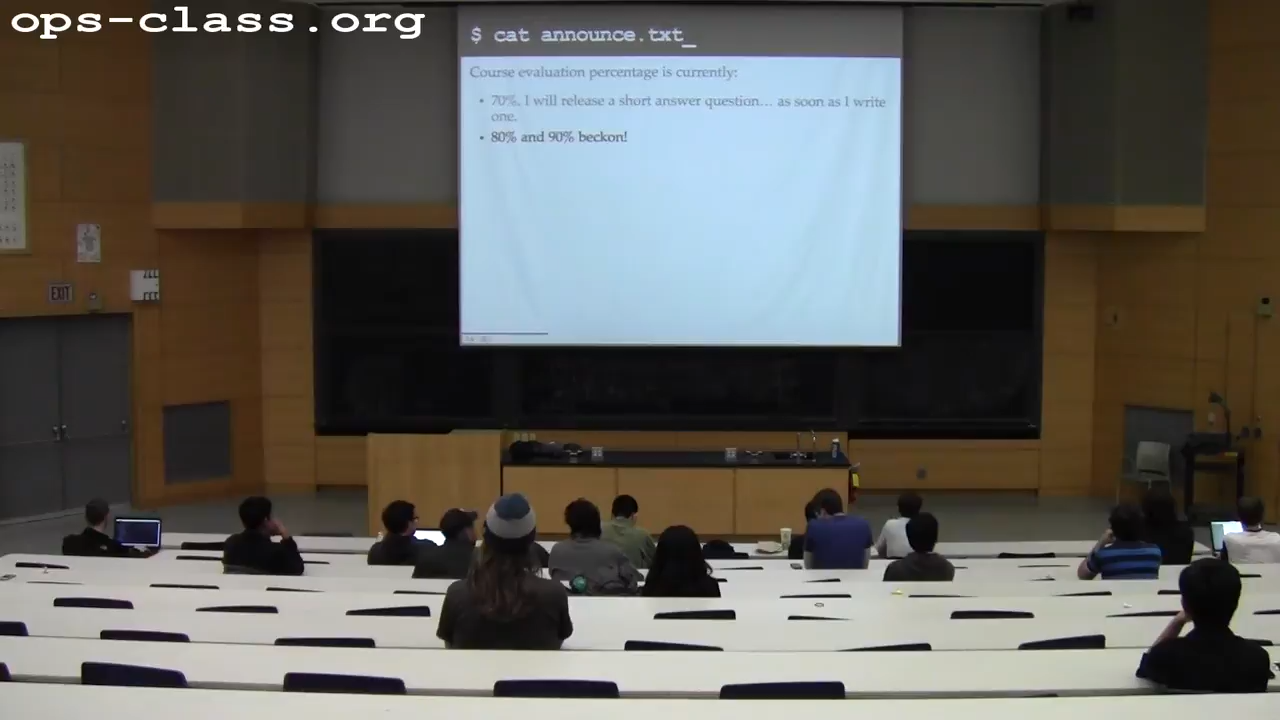 ops-class.org
$ cat announce.txt_
Course evaluation percentage is currently:
• 70%, I will release a short answer question... as soon as I write
one.
• 80% and 90% beckon!
EXIT